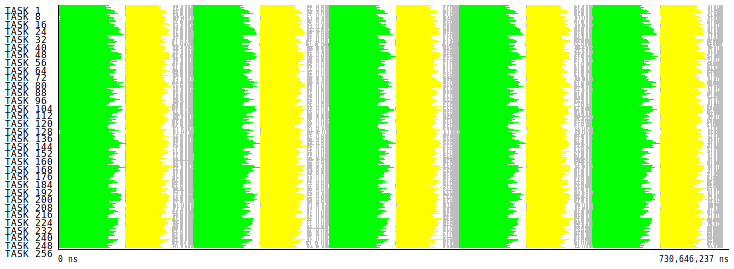 TASK 1
TASK 8
TASK 16
TASK 24
TASK 32
TASK 40
TASK 48
TASK 56
TASK 64
TASK 72
TASK 80
TASK 88
TASK 96
TASK 104
TASK 112
TASK 120
TASK 128
TASK 136
TASK 144
TASK 152
TASK 160
TASK 168
TASK 176
TASK 184
TASK 192
TASK 200
TASK 208
TASK 216
TASK 224
TASK 232
TASK 240
TASK 248
TASK 256
0 ns
730,646,237 ns